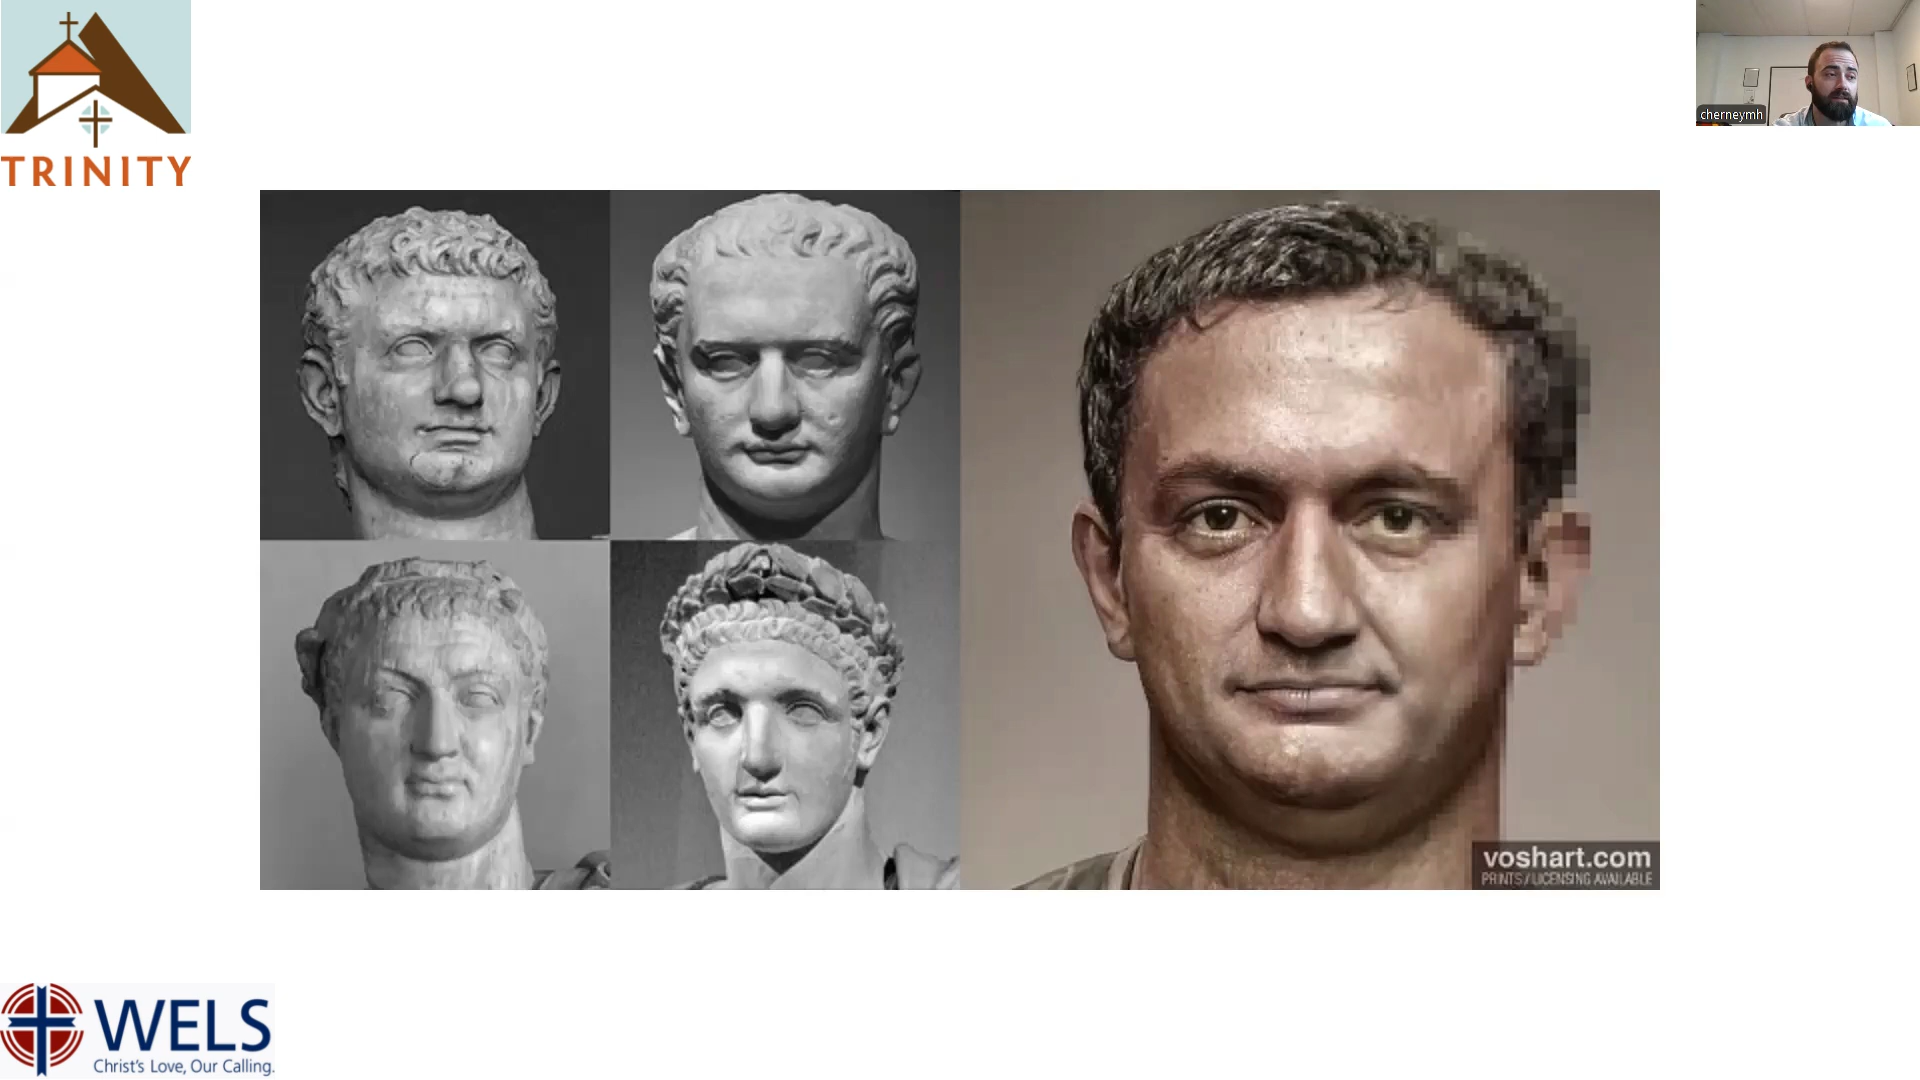 TRINITY
cherneymh
voshart.com
PRINTS / LICENSING AVAILABLE
WELS
Christ's Love, Our Calling.